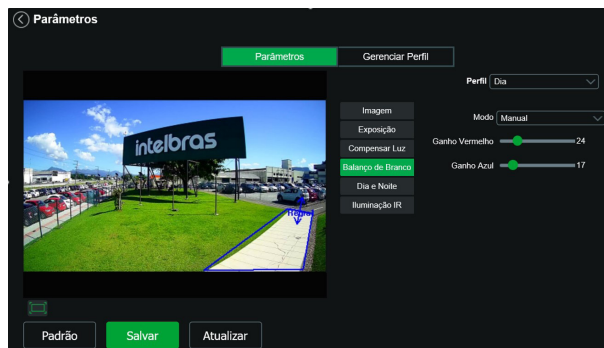 Parâmetros
Parâmetros Gerenciar Perfil
Perfil Dia
intelbras
Imagem
Exposição
Compensar Luz
Balanço de Branco
Dia e Noite
Iluminação IR
Modo Manual
Ganho Vermelho 24
Ganho Azul 17
Padrão Salvar Atualizar